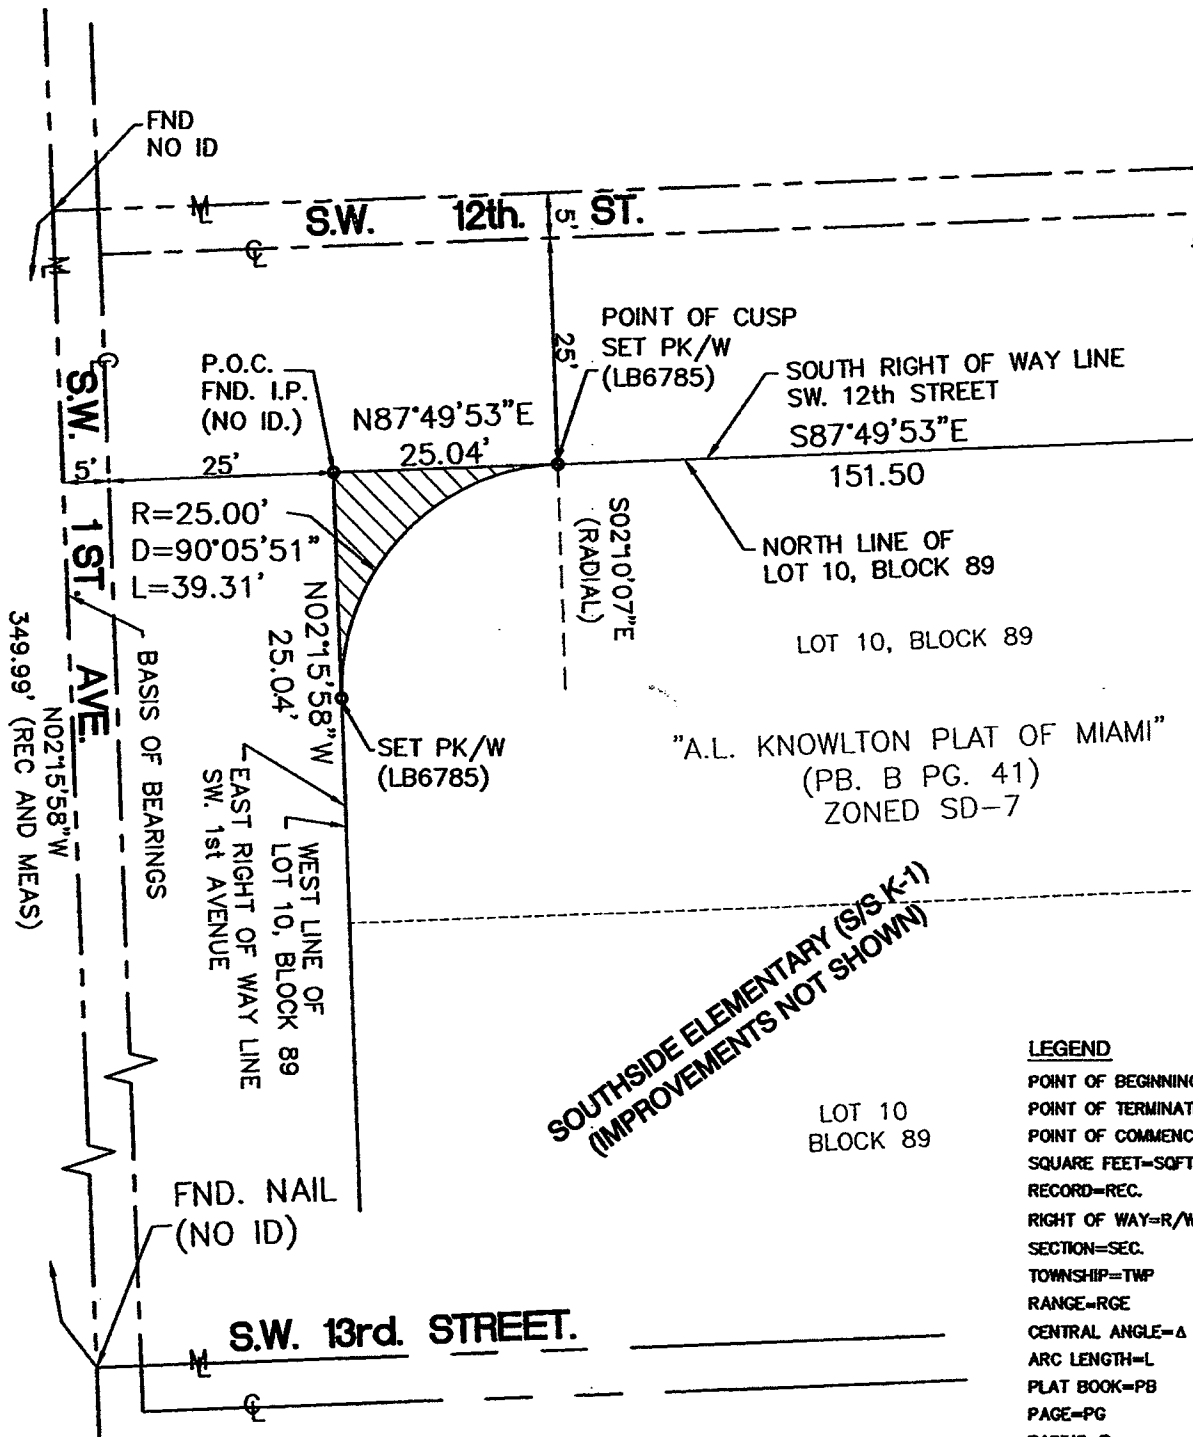 FND
NO ID
M
S.W. 12th. ST.
5'
CL
M
CL
25'
POINT OF CUSP
SET PK/W
(LB6785)
P.O.C.
FND. I.P.
(NO ID.)
SOUTH RIGHT OF WAY LINE
SW. 12th STREET
N87°49'53"E
25.04'
S87°49'53"E
151.50
S.W. 1 ST. AVE.
5'
25'
R=25.00'
D=90°05'51"
L=39.31'
S02°10'07"E
(RADIAL)
NORTH LINE OF
LOT 10, BLOCK 89
N02°15'58"W
25.04'
LOT 10, BLOCK 89
BASIS OF BEARINGS
N02°15'58"W
349.99' (REC AND MEAS)
SET PK/W
(LB6785)
"A.L. KNOWLTON PLAT OF MIAMI"
(PB. B PG. 41)
ZONED SD-7
WEST LINE OF
LOT 10, BLOCK 89
EAST RIGHT OF WAY LINE
SW. 1st AVENUE
SOUTHSIDE ELEMENTARY (S/S K-1)
(IMPROVEMENTS NOT SHOWN)
LOT 10
BLOCK 89
FND. NAIL
(NO ID)
S.W. 13rd. STREET.
M
CL
LEGEND
POINT OF BEGINNING
POINT OF TERMINAT
POINT OF COMMENC
SQUARE FEET=SQFT
RECORD=REC.
RIGHT OF WAY=R/W
SECTION=SEC.
TOWNSHIP=TWP
RANGE=RGE
CENTRAL ANGLE=Δ
ARC LENGTH=L
PLAT BOOK=PB
PAGE=PG